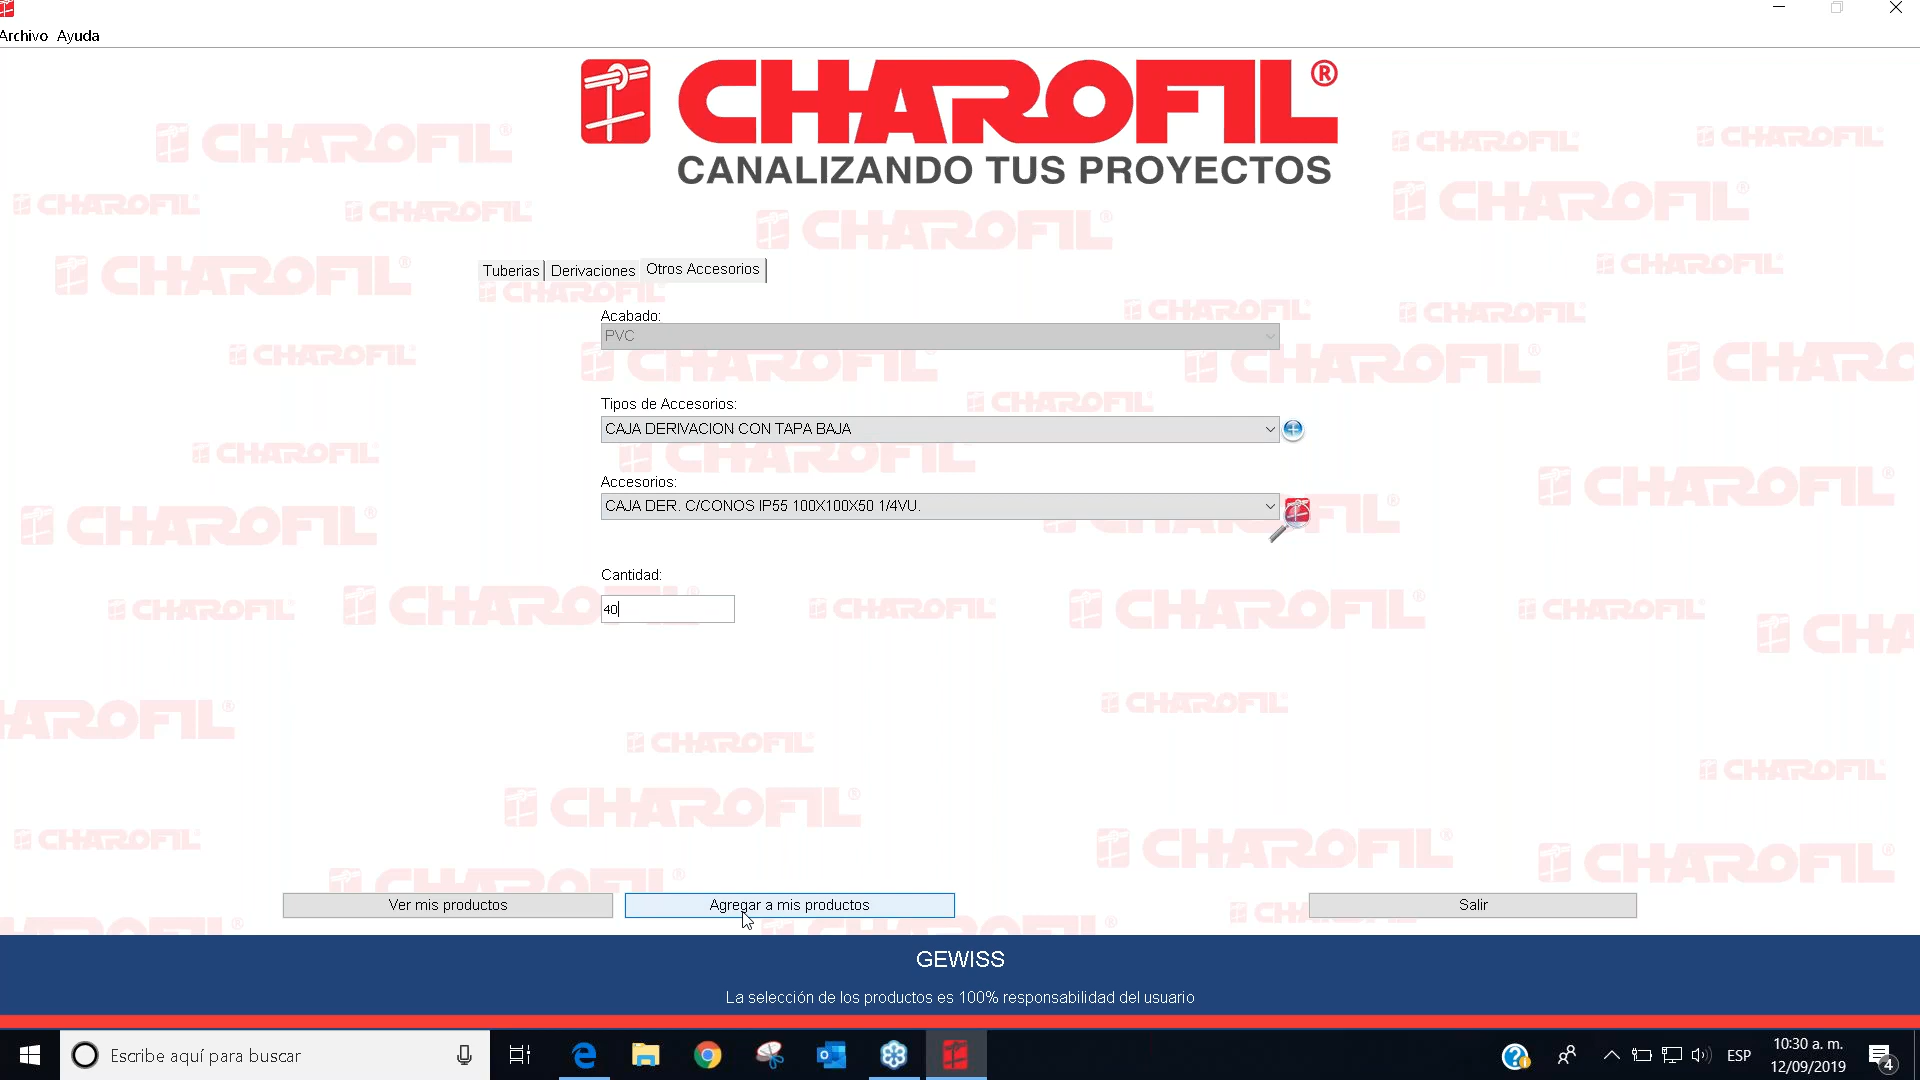 Archivo Ayuda
CHAROFIL®
CANALIZANDO TUS PROYECTOS
Tuberias Derivaciones Otros Accesorios
Acabado:
PVC
Tipos de Accesorios:
CAJA DERIVACION CON TAPA BAJA
Accesorios:
CAJA DER. C/CONOS IP55 100X100X50 1/4VU.
Cantidad:
40
Ver mis productos
Agregar a mis productos
Salir
GEWISS
La selección de los productos es 100% responsabilidad del usuario
Escribe aquí para buscar
ESP
10:30 a. m.
12/09/2019
4